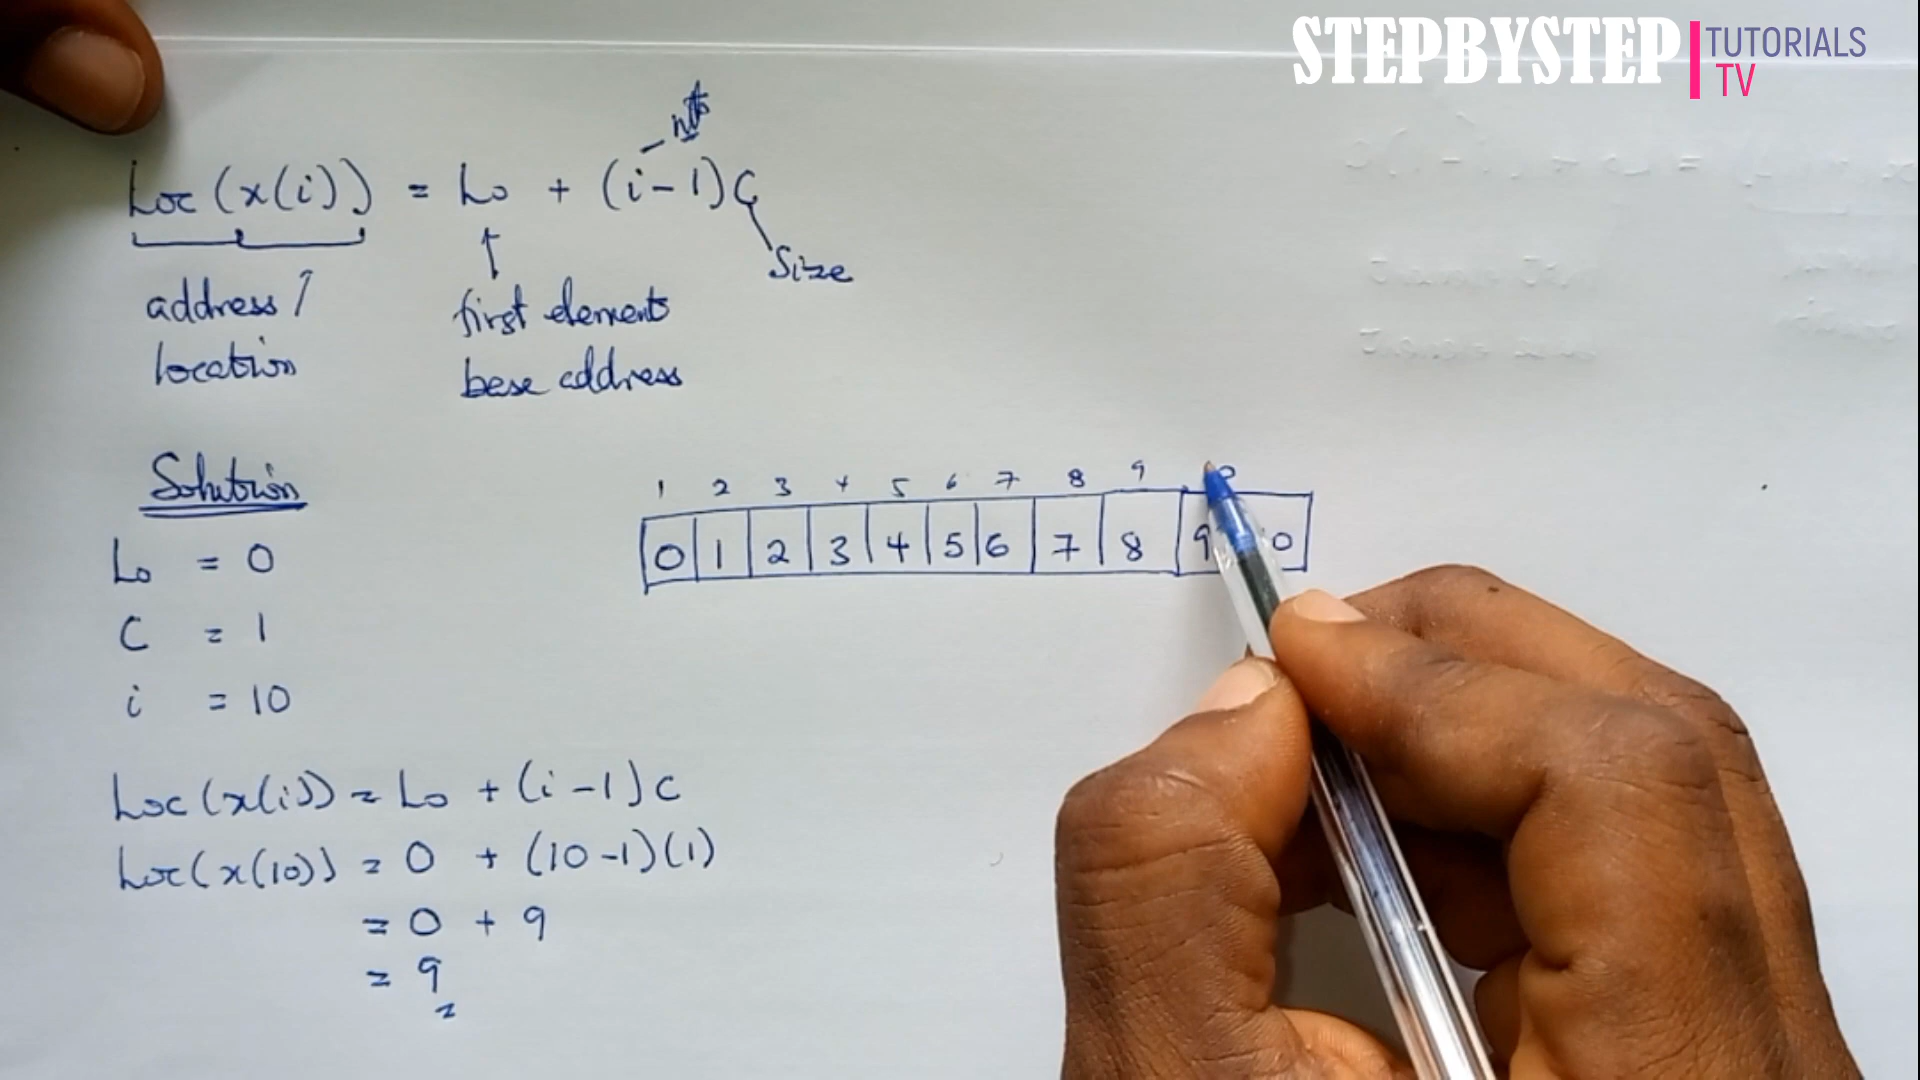 STEPBYSTEP TUTORIALS
TV
- nth
Loc (x(i)) = Lo + (i - 1) C
Size
address / first elements
location base address
Solution
Lo = 0
C = 1
i = 10
1 2 3 4 5 6 7 8 9
0 1 2 3 4 5 6 7 8 9
Loc (x(i)) = Lo + (i - 1) C
Loc (x(10)) = 0 + (10 - 1) (1)
= 0 + 9
= 9